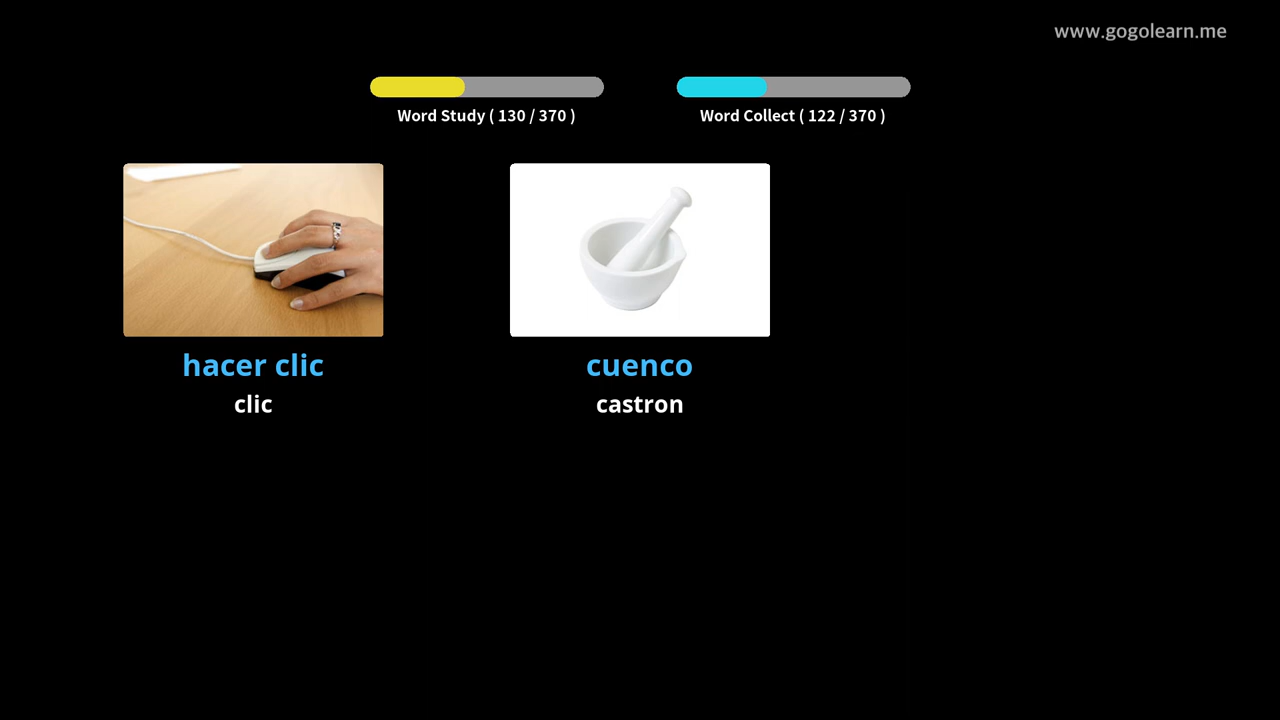 www.gogolearn.me
Word Study ( 130 / 370 )
Word Collect ( 122 / 370 )
hacer clic
clic
cuenco
castron